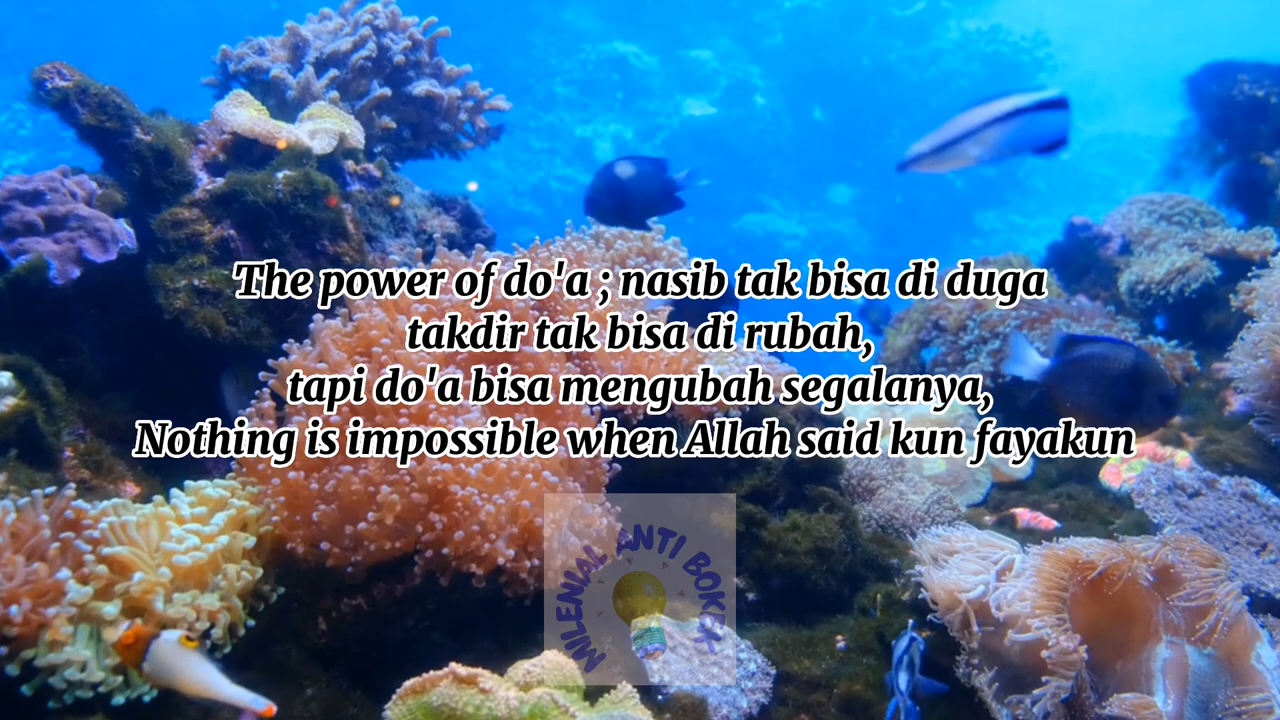 The power of do'a ; nasib tak bisa di duga
takdir tak bisa di rubah,
tapi do'a bisa mengubah segalanya,
Nothing is impossible when Allah said kun fayakun
MILENIAL ANTI BOKEK